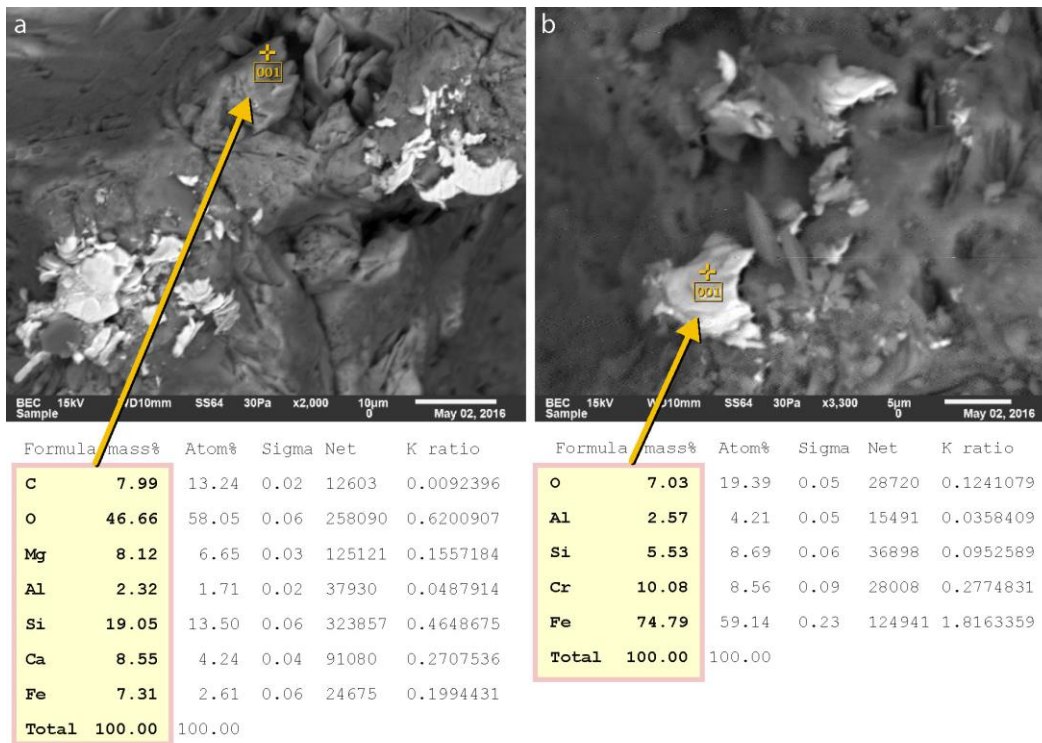 a
001
BEC 15kV WD10mm SS64 30Pa x2,000 10µm
Sample 0 May 02, 2016
Formula mass% Atom% Sigma Net K ratio
C 7.99 13.24 0.02 12603 0.0092396
O 46.66 58.05 0.06 258090 0.6200907
Mg 8.12 6.65 0.03 125121 0.1557184
Al 2.32 1.71 0.02 37930 0.0487914
Si 19.05 13.50 0.06 323857 0.4648675
Ca 8.55 4.24 0.04 91080 0.2707536
Fe 7.31 2.61 0.06 24675 0.1994431
Total 100.00 100.00
b
001
BEC 15kV WD10mm SS64 30Pa x3,300 5µm
Sample 0 May 02, 2016
Formula mass% Atom% Sigma Net K ratio
O 7.03 19.39 0.05 28720 0.1241079
Al 2.57 4.21 0.05 15491 0.0358409
Si 5.53 8.69 0.06 36898 0.0952589
Cr 10.08 8.56 0.09 28008 0.2774831
Fe 74.79 59.14 0.23 124941 1.8163359
Total 100.00 100.00